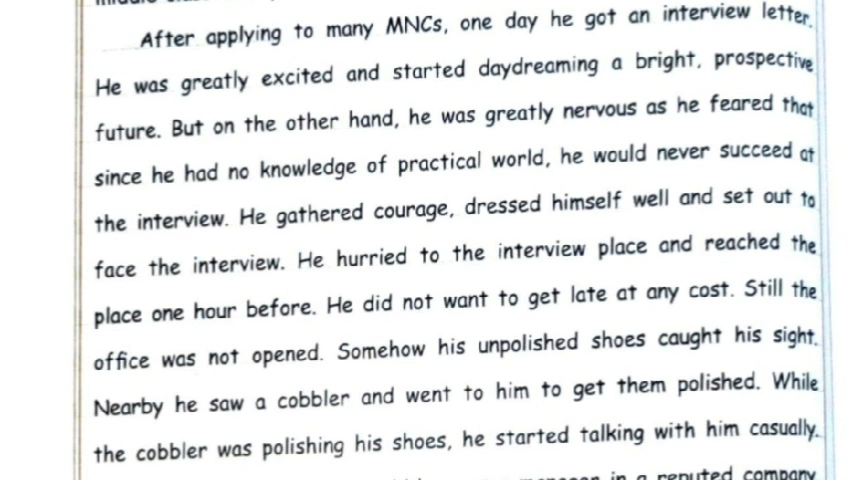 After applying to many MNCs, one day he got an interview letter.
He was greatly excited and started daydreaming a bright, prospective
future. But on the other hand, he was greatly nervous as he feared that
since he had no knowledge of practical world, he would never succeed at
the interview. He gathered courage, dressed himself well and set out to
face the interview. He hurried to the interview place and reached the
place one hour before. He did not want to get late at any cost. Still the
office was not opened. Somehow his unpolished shoes caught his sight.
Nearby he saw a cobbler and went to him to get them polished. While
the cobbler was polishing his shoes, he started talking with him casually.
in a reputed company